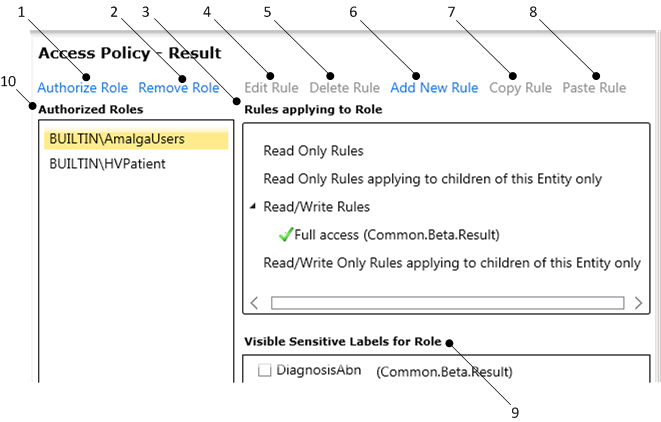 1 2 3 4 5 6 7 8
Access Policy - Result
Authorize Role Remove Role Edit Rule Delete Rule Add New Rule Copy Rule Paste Rule
10
Authorized Roles
BUILTIN\AmalgaUsers
BUILTIN\HVPatient
Rules applying to Role
Read Only Rules
Read Only Rules applying to children of this Entity only
Read/Write Rules
Full access (Common.Beta.Result)
Read/Write Only Rules applying to children of this Entity only
Visible Sensitive Labels for Role
DiagnosisAbn (Common.Beta.Result)
9